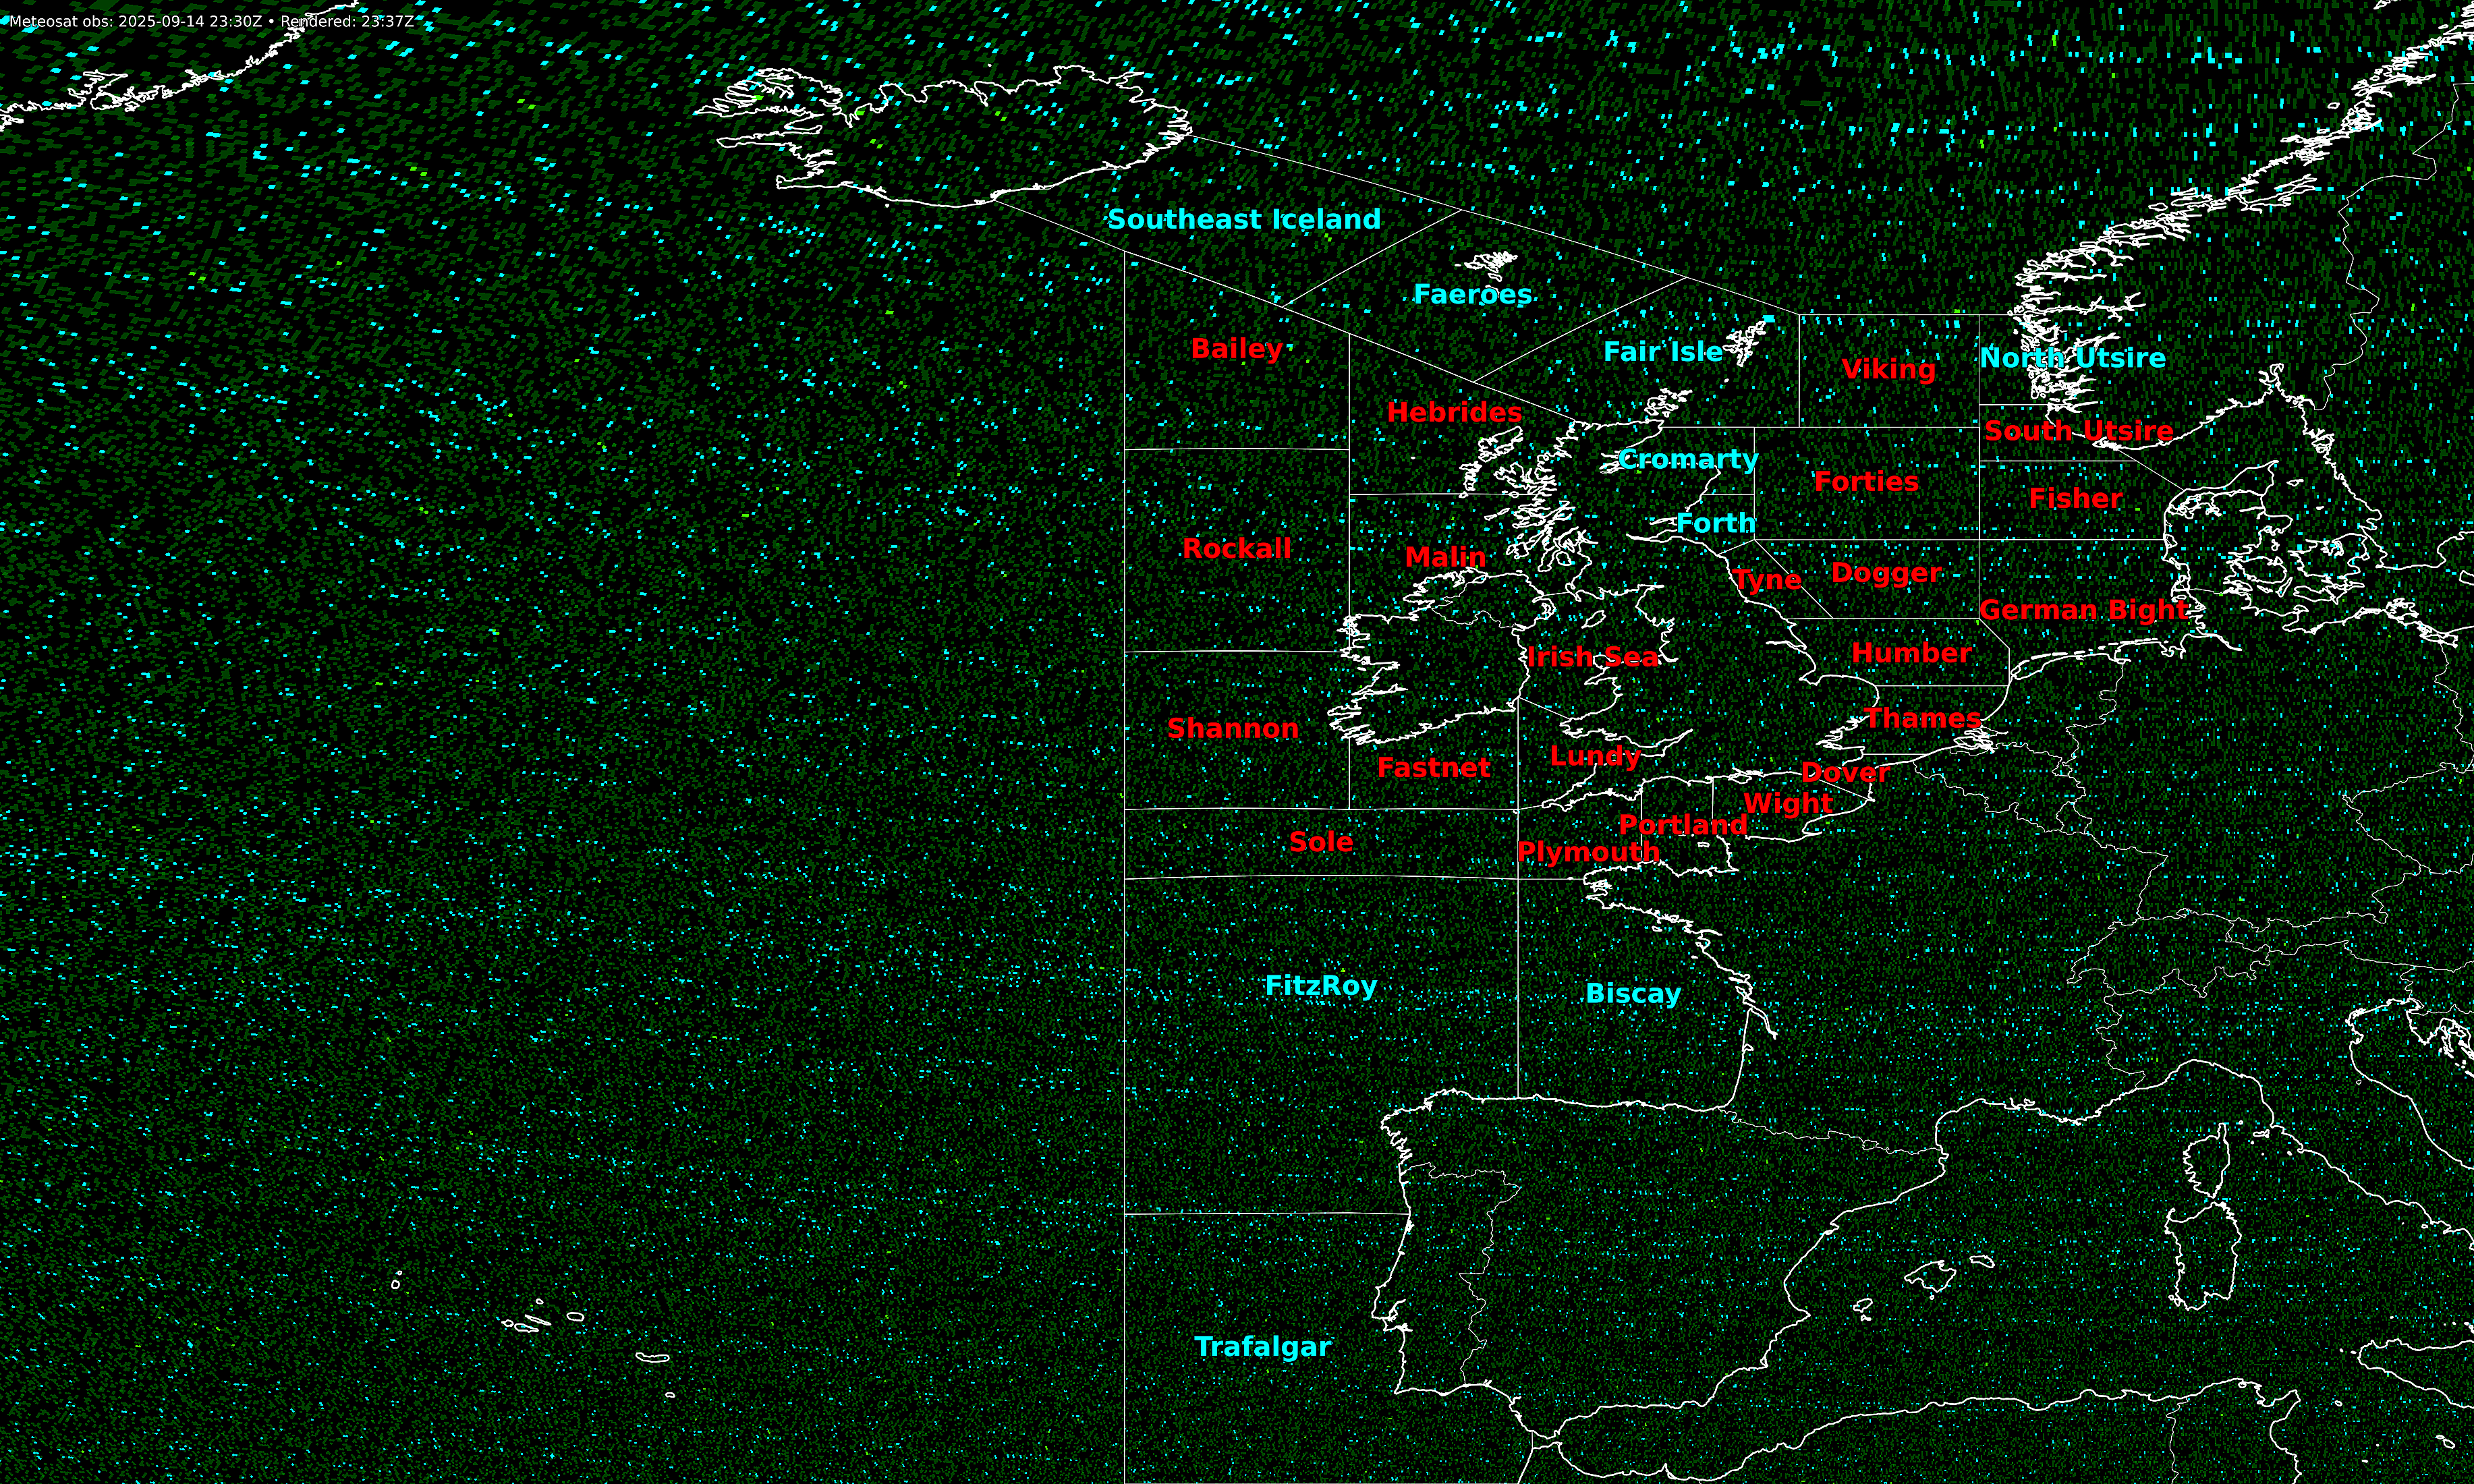 Meteosat obs: 2025-09-14 23:30Z • Rendered: 23:37Z
Southeast Iceland
Faeroes
Bailey
Fair Isle
North Utsire
Viking
Hebrides
South Utsire
Cromarty
Forties
Fisher
Forth
Rockall
Malin
Tyne
Dogger
German Bight
Irish Sea
Humber
Shannon
Thames
Fastnet
Lundy
Dover
Wight
Portland
Sole
Plymouth
FitzRoy
Biscay
Trafalgar